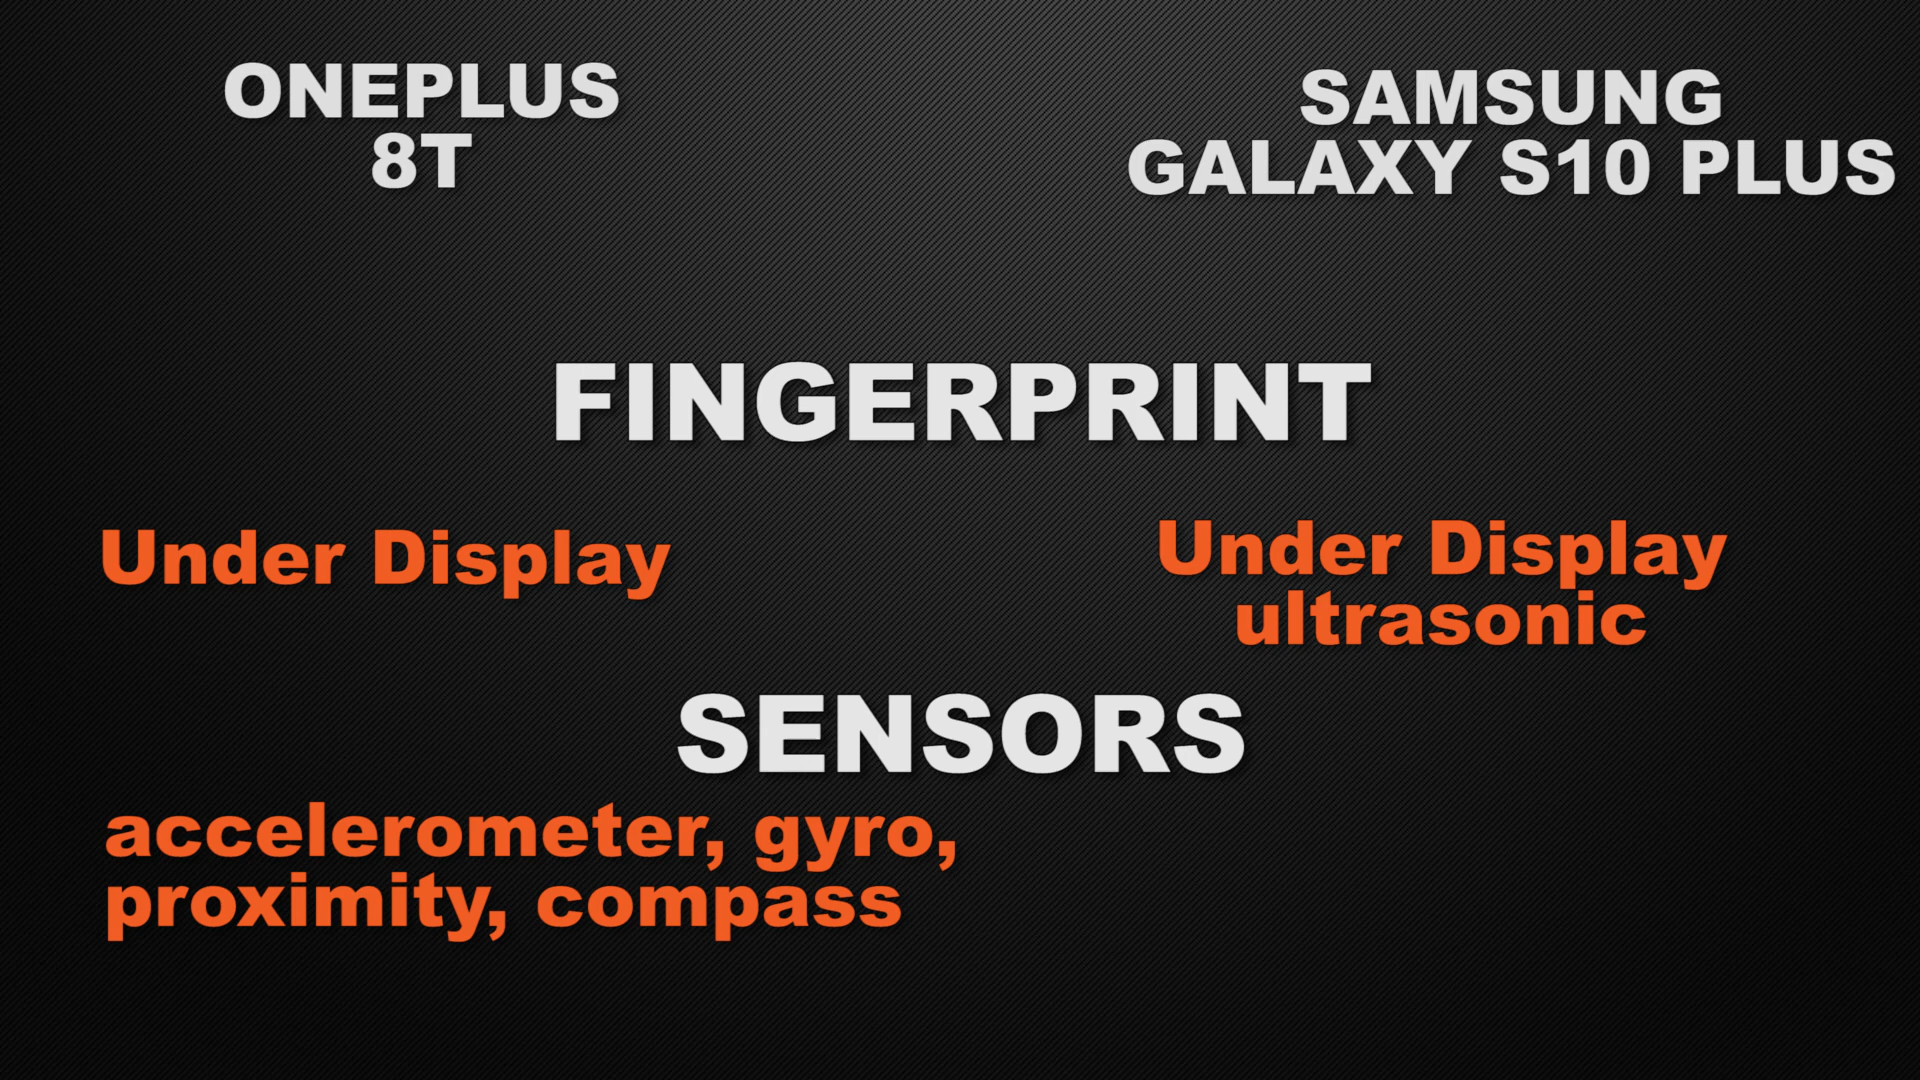 ONEPLUS
8T
SAMSUNG
GALAXY S10 PLUS
FINGERPRINT
Under Display
Under Display
ultrasonic
SENSORS
accelerometer, gyro,
proximity, compass